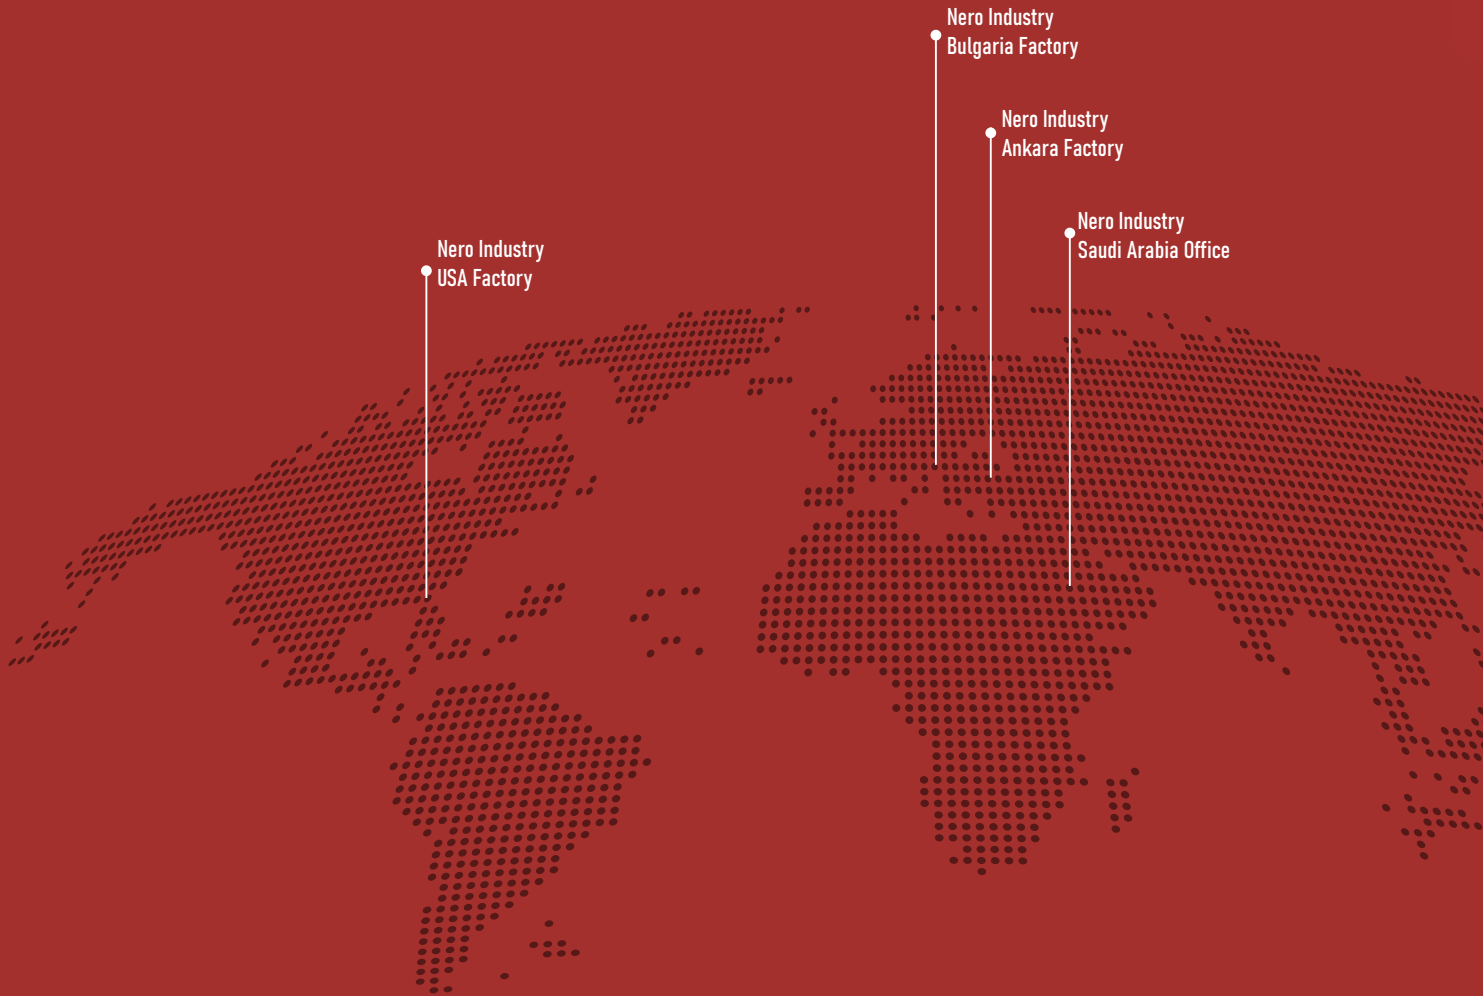 Nero Industry
Bulgaria Factory
Nero Industry
Ankara Factory
Nero Industry
Saudi Arabia Office
Nero Industry
USA Factory